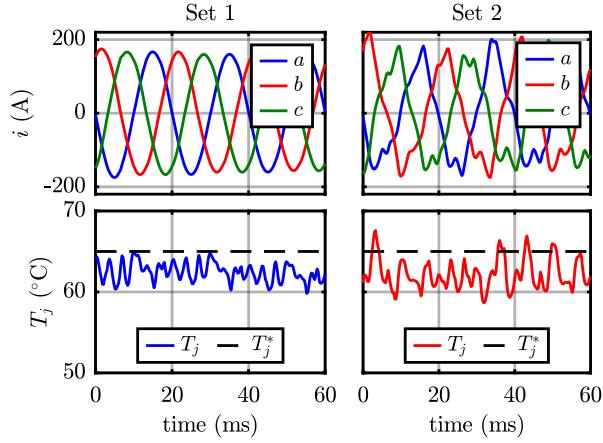 Set 1 Set 2
200
0
-200
i (A)
a
b
c
a
b
c
70
60
50
T_j (°C)
T_j T_j^*
T_j T_j^*
0 20 40 60
0 20 40 60
time (ms) time (ms)